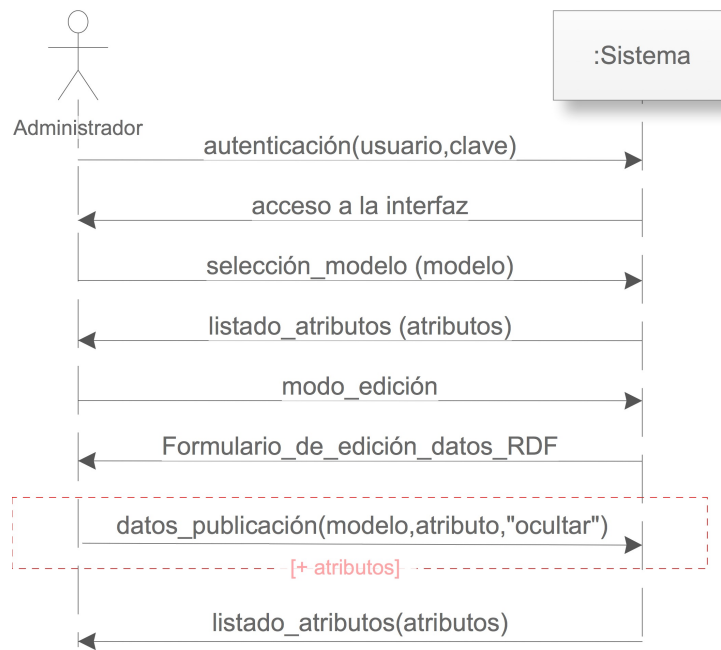 :Sistema
Administrador
autenticación(usuario,clave)
acceso a la interfaz
selección_modelo (modelo)
listado_atributos (atributos)
modo_edición
Formulario_de_edición_datos_RDF
datos_publicación(modelo,atributo,"ocultar")
[+ atributos]
listado_atributos(atributos)